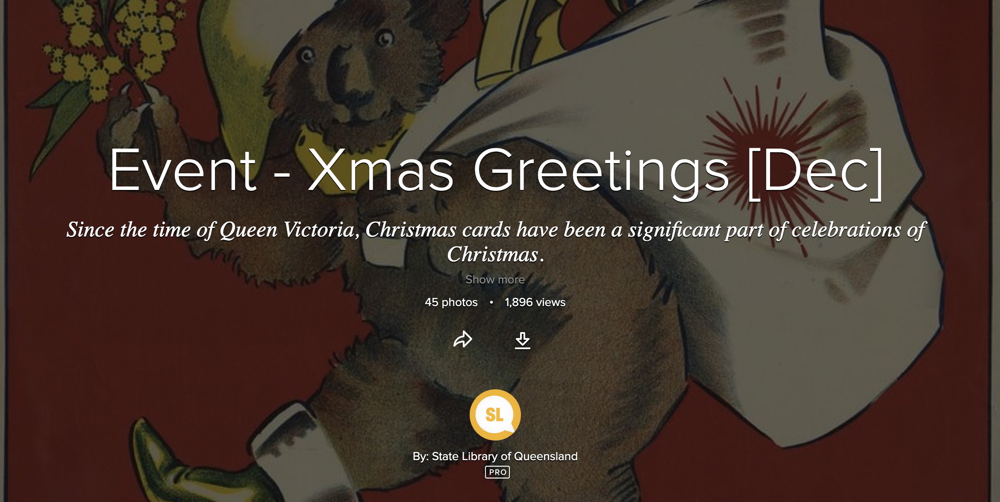 Event - Xmas Greetings [Dec]
Since the time of Queen Victoria, Christmas cards have been a significant part of celebrations of
Christmas.
Show more
45 photos • 1,896 views
SL
By: State Library of Queensland
PRO